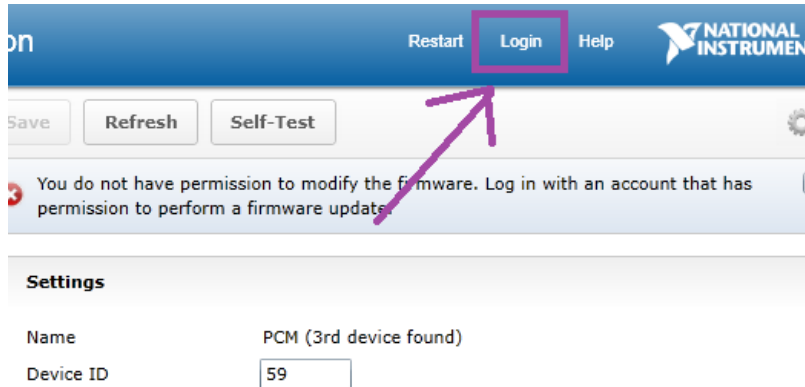 on
Restart Login Help NATIONAL
INSTRUMEN
Save Refresh Self-Test
You do not have permission to modify the firmware. Log in with an account that has
permission to perform a firmware update.
Settings
Name PCM (3rd device found)
Device ID 59